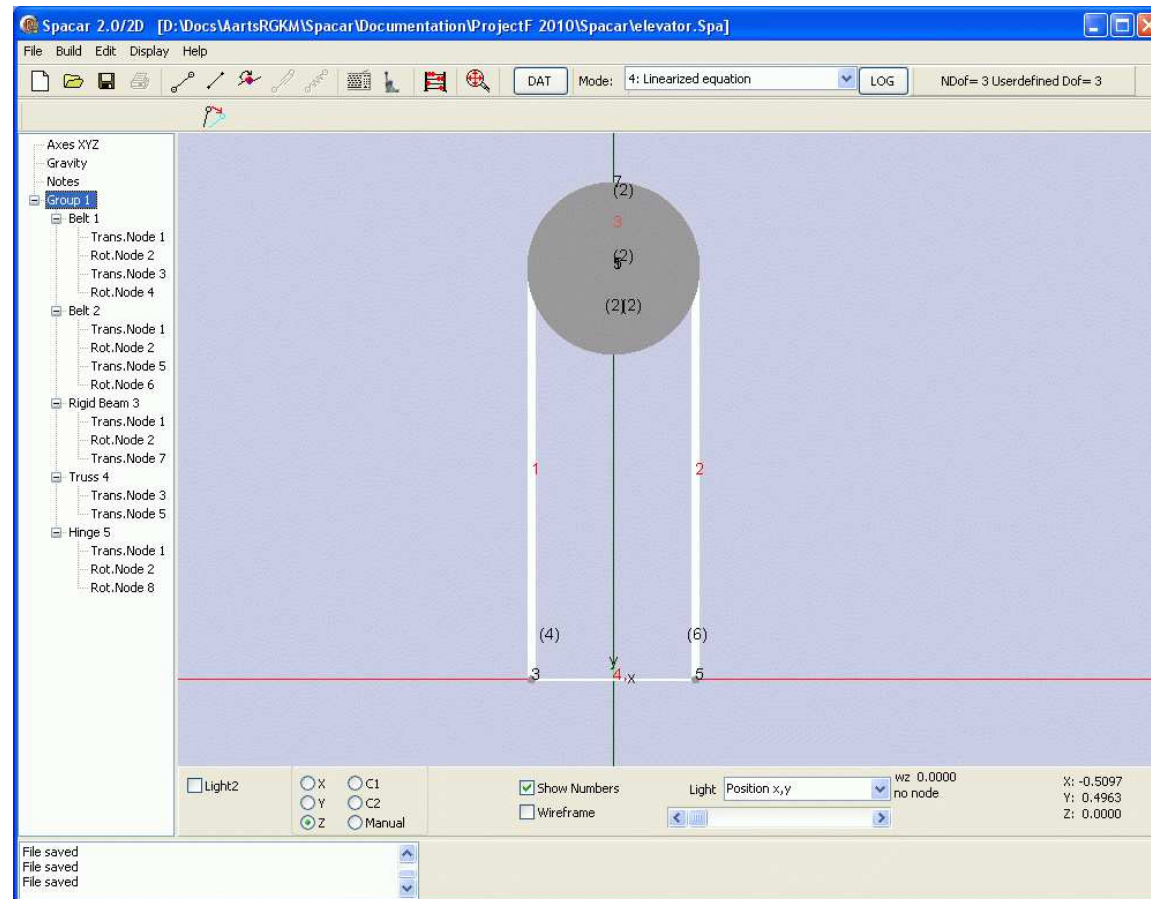 Spacar 2.0/2D [D:\Docs\AartsRGKM\Spacar\Documentation\ProjectF 2010\Spacar\elevator.Spa]
File Build Edit Display Help
DAT Mode: 4: Linearized equation LOG NDof= 3 Userdefined Dof= 3
Axes XYZ
Gravity
Notes
Group 1
Belt 1
Trans.Node 1
Rot.Node 2
Trans.Node 3
Rot.Node 4
Belt 2
Trans.Node 1
Rot.Node 2
Trans.Node 5
Rot.Node 6
Rigid Beam 3
Trans.Node 1
Rot.Node 2
Trans.Node 7
Truss 4
Trans.Node 3
Trans.Node 5
Hinge 5
Trans.Node 1
Rot.Node 2
Rot.Node 8
7
(2)
3
(2)
(2)(2)
1 2
(4) (6)
y
3 4 x 5
Light2
X C1
Y C2
Z Manual
Show Numbers
Wireframe
Light Position x,y
wz 0.0000
no node
X: -0.5097
Y: 0.4963
Z: 0.0000
File saved
File saved
File saved